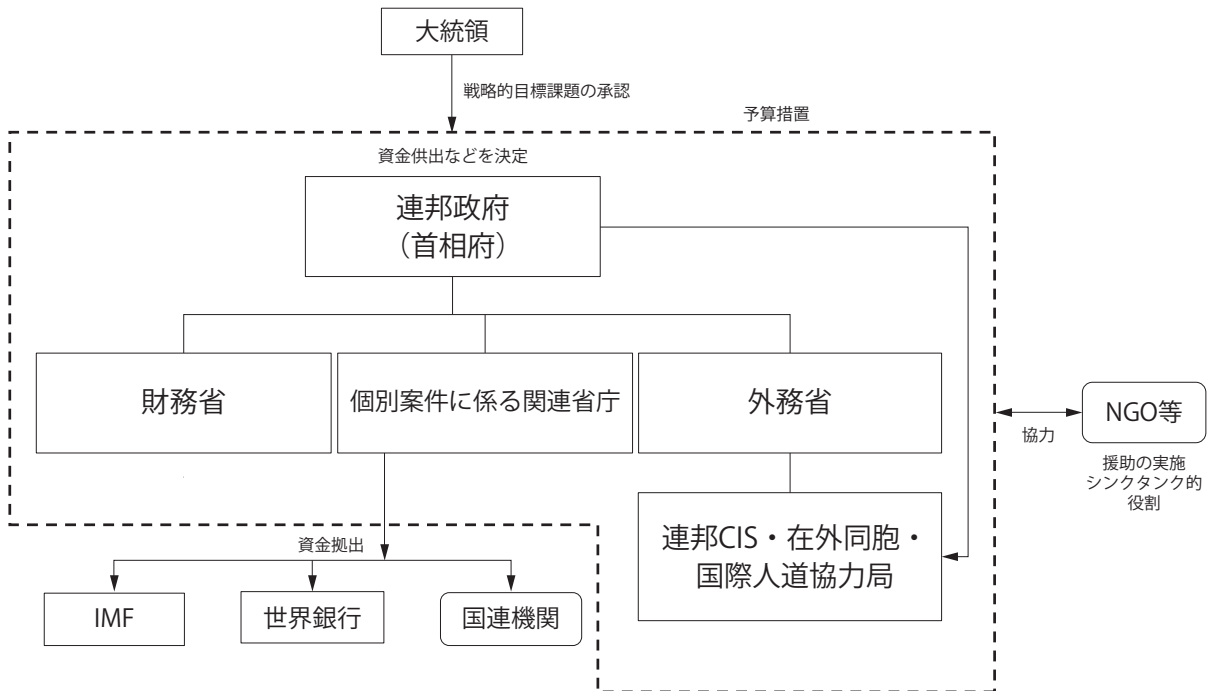 大統領
戦略的目標課題の承認
予算措置
資金供出などを決定
連邦政府
（首相府）
財務省
個別案件に係る関連省庁
外務省
NGO等
協力
援助の実施
シンクタンク的
役割
連邦CIS・在外同胞・
国際人道協力局
資金拠出
IMF
世界銀行
国連機関